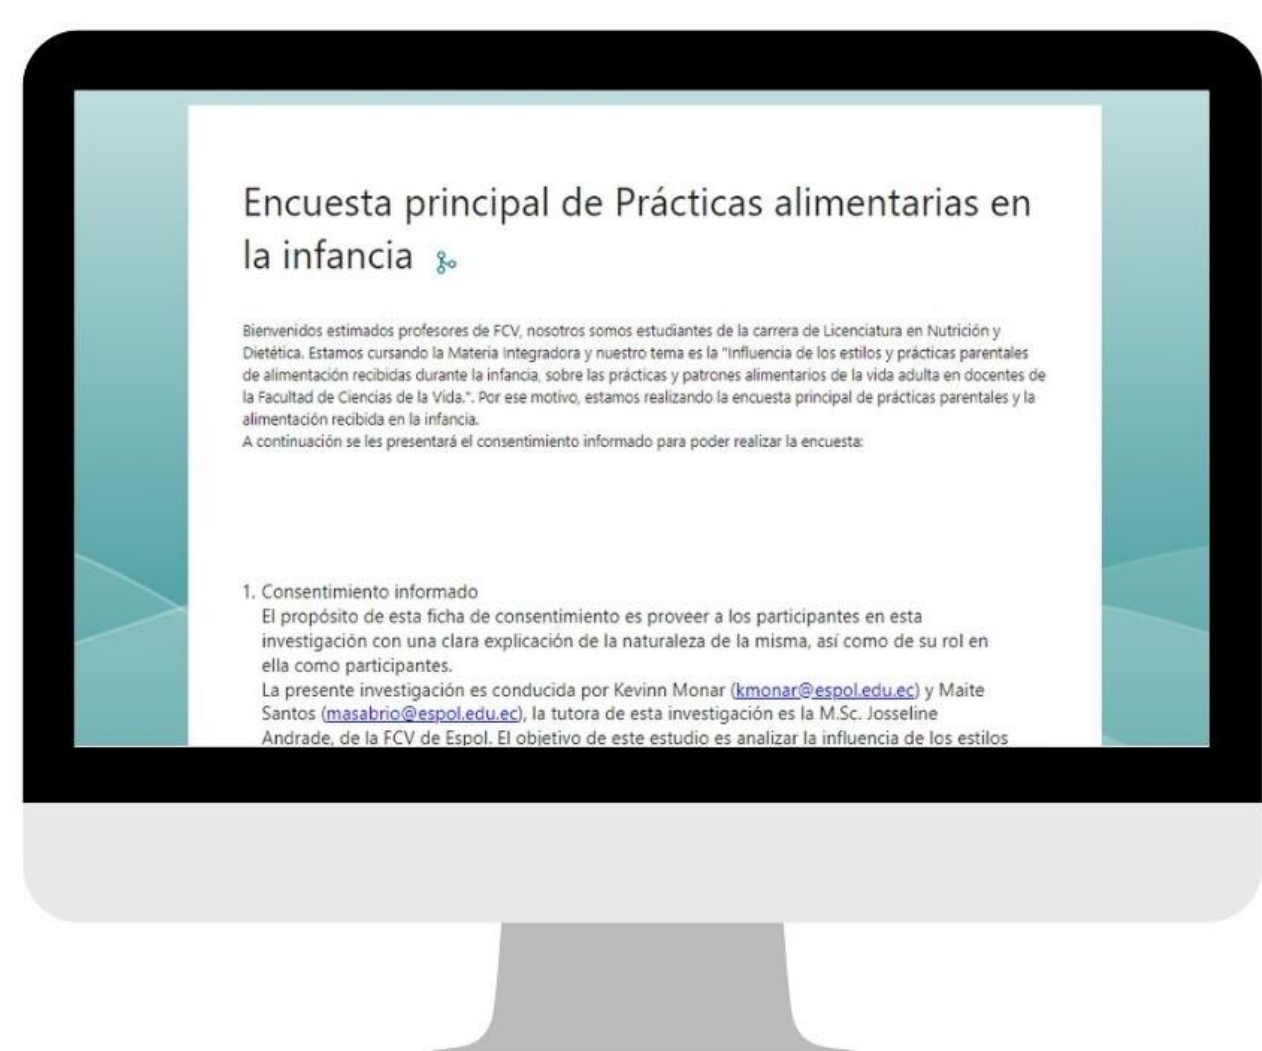 Encuesta principal de Prácticas alimentarias en
la infancia
Bienvenidos estimados profesores de FCV, nosotros somos estudiantes de la carrera de Licenciatura en Nutrición y
Dietética. Estamos cursando la Materia Integradora y nuestro tema es la "Influencia de los estilos y prácticas parentales
de alimentación recibidas durante la infancia, sobre las prácticas y patrones alimentarios de la vida adulta en docentes de
la Facultad de Ciencias de la Vida.". Por ese motivo, estamos realizando la encuesta principal de prácticas parentales y la
alimentación recibida en la infancia.
A continuación se les presentará el consentimiento informado para poder realizar la encuesta:
1. Consentimiento informado
El propósito de esta ficha de consentimiento es proveer a los participantes en esta
investigación con una clara explicación de la naturaleza de la misma, así como de su rol en
ella como participantes.
La presente investigación es conducida por Kevinn Monar (kmonar@espol.edu.ec) y Maite
Santos (masabrio@espol.edu.ec), la tutora de esta investigación es la M.Sc. Josseline
Andrade, de la FCV de Espol. El objetivo de este estudio es analizar la influencia de los estilos